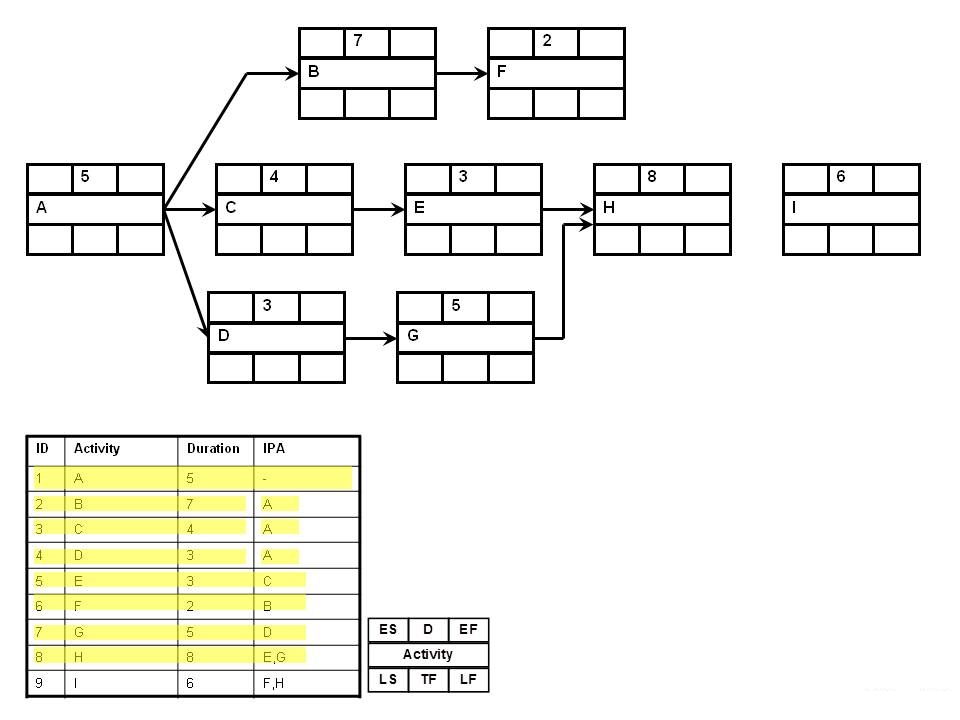 7
B
2
F
5
A
4
C
3
E
8
H
6
I
3
D
5
G
ID Activity Duration IPA
1 A 5 -
2 B 7 A
3 C 4 A
4 D 3 A
5 E 3 C
6 F 2 B
7 G 5 D
8 H 8 E,G
9 I 6 F,H
ES D EF
Activity
LS TF LF